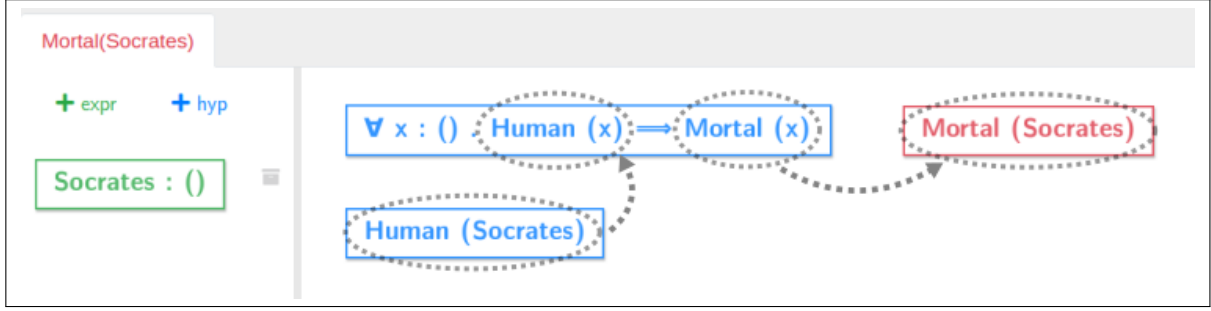 Mortal(Socrates)
+ expr + hyp
∀ x : () . Human (x) ⟹ Mortal (x)
Mortal (Socrates)
Socrates : ()
Human (Socrates)